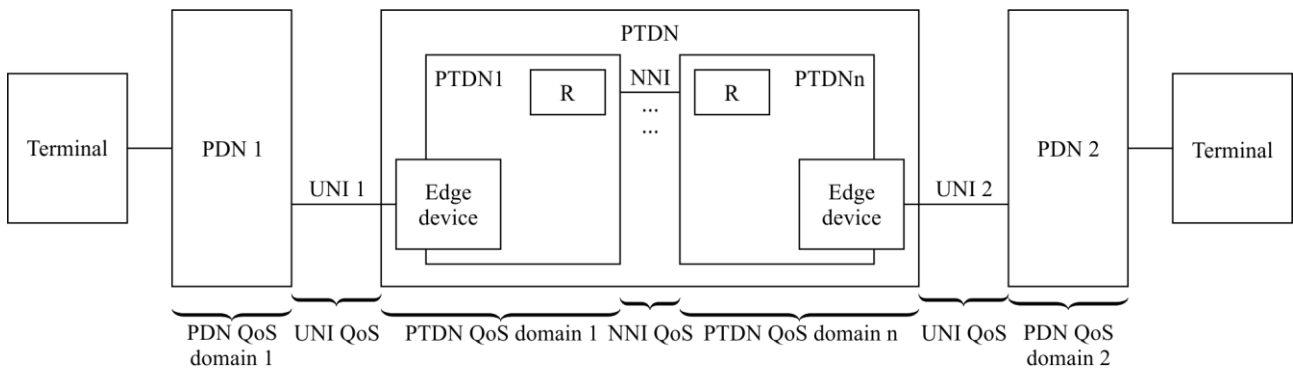 PTDN
PTDN1
R
NNI
...
...
R
PTDNn
Terminal
PDN 1
UNI 1
Edge
device
Edge
device
UNI 2
PDN 2
Terminal
PDN QoS
domain 1
UNI QoS
PTDN QoS domain 1
NNI QoS
PTDN QoS domain n
UNI QoS
PDN QoS
domain 2